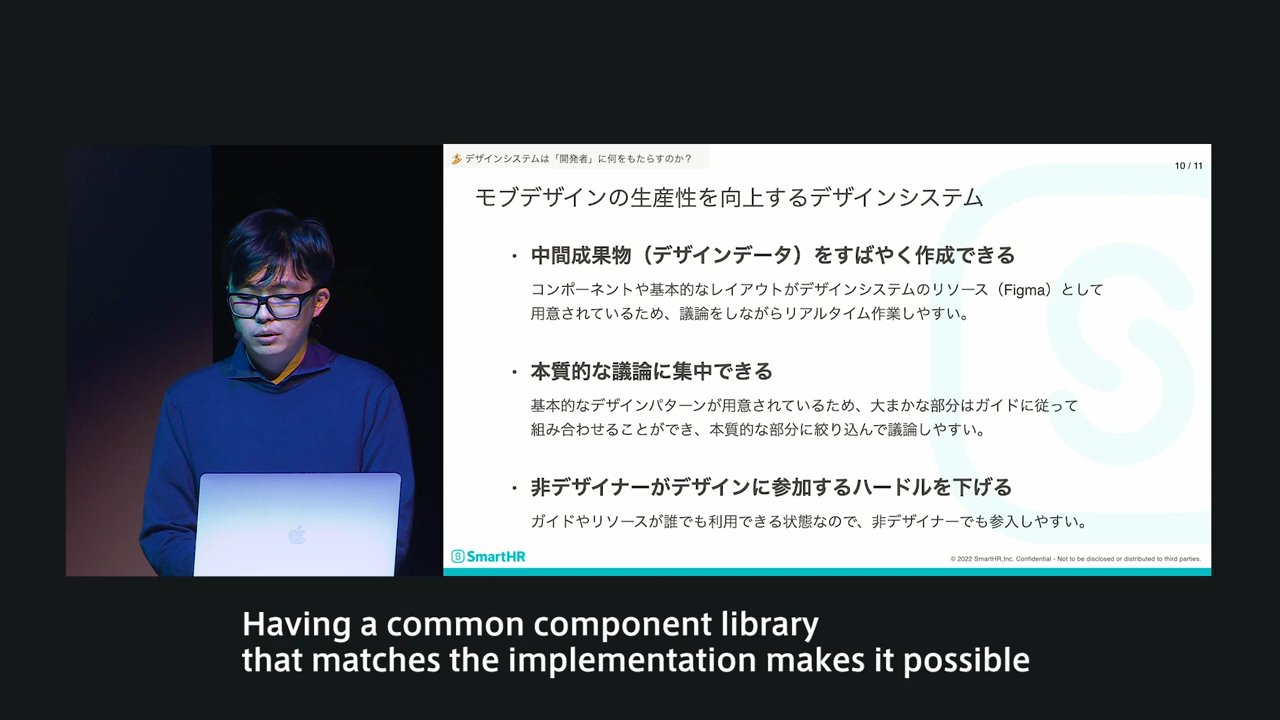 デザインシステムは「開発者」に何をもたらすのか？
10 / 11
モブデザインの生産性を向上するデザインシステム
・ 中間成果物（デザインデータ）をすばやく作成できる
コンポーネントや基本的なレイアウトがデザインシステムのリソース（Figma）として
用意されているため、議論をしながらリアルタイム作業しやすい。
・ 本質的な議論に集中できる
基本的なデザインパターンが用意されているため、大まかな部分はガイドに従って
組み合わせることができ、本質的な部分に絞り込んで議論しやすい。
・ 非デザイナーがデザインに参加するハードルを下げる
ガイドやリソースが誰でも利用できる状態なので、非デザイナーでも参入しやすい。
SmartHR
© 2022 SmartHR,Inc. Confidential - Not to be disclosed or distributed to third parties.
Having a common component library
that matches the implementation makes it possible